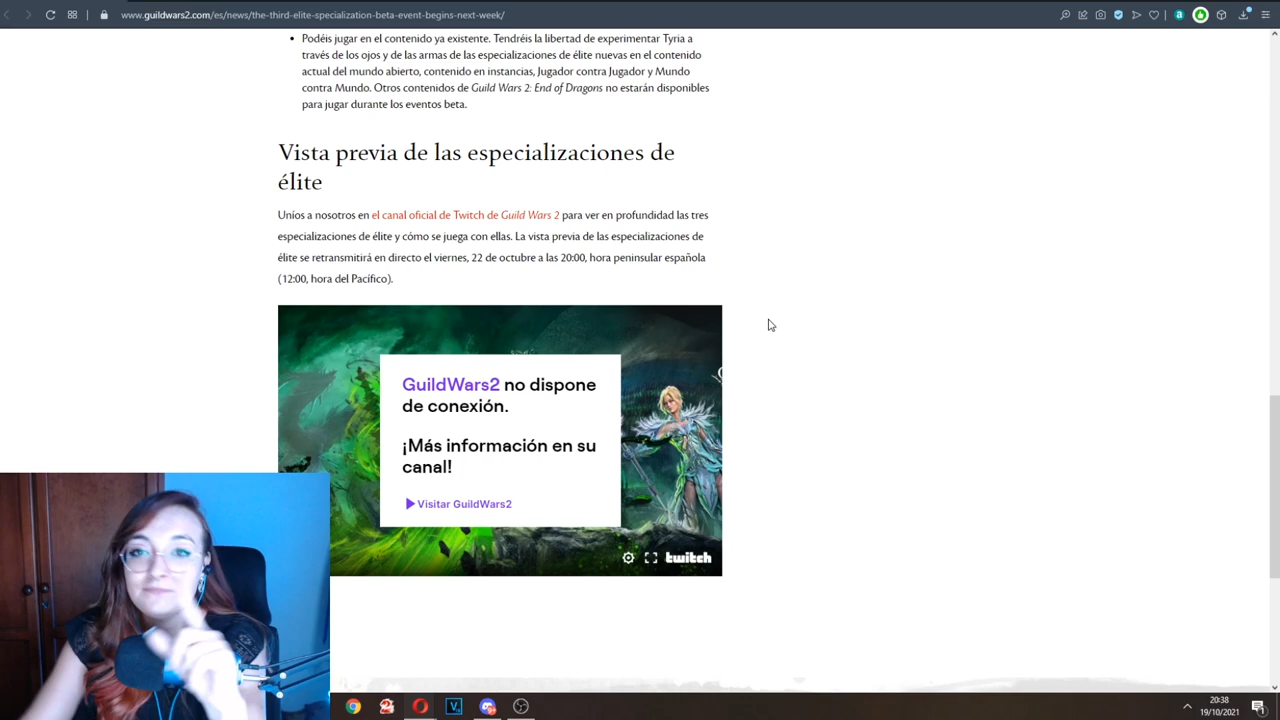 www.guildwars2.com/es/news/the-third-elite-specialization-beta-event-begins-next-week/
• Podéis jugar en el contenido ya existente. Tendréis la libertad de experimentar Tyria a
través de los ojos y de las armas de las especializaciones de élite nuevas en el contenido
actual del mundo abierto, contenido en instancias, Jugador contra Jugador y Mundo
contra Mundo. Otros contenidos de Guild Wars 2: End of Dragons no estarán disponibles
para jugar durante los eventos beta.
Vista previa de las especializaciones de
élite
Uníos a nosotros en el canal oficial de Twitch de Guild Wars 2 para ver en profundidad las tres
especializaciones de élite y cómo se juega con ellas. La vista previa de las especializaciones de
élite se retransmitirá en directo el viernes, 22 de octubre a las 20:00, hora peninsular española
(12:00, hora del Pacífico).
GuildWars2 no dispone
de conexión.
¡Más información en su
canal!
Visitar GuildWars2
twitch
20:38
19/10/2021